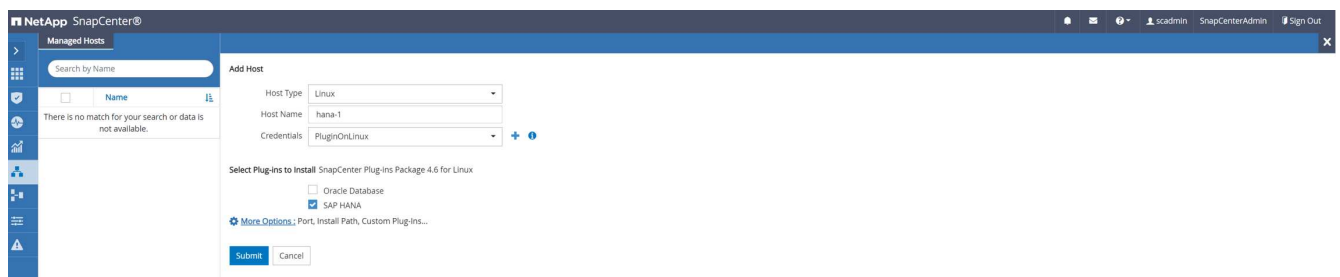 NetApp SnapCenter®
scadmin SnapCenterAdmin Sign Out
Managed Hosts
Search by Name
Name
There is no match for your search or data is
not available.
Add Host
Host Type Linux
Host Name hana-1
Credentials PluginOnLinux
Select Plug-ins to Install SnapCenter Plug-ins Package 4.6 for Linux
Oracle Database
SAP HANA
More Options : Port, Install Path, Custom Plug-Ins...
Submit Cancel